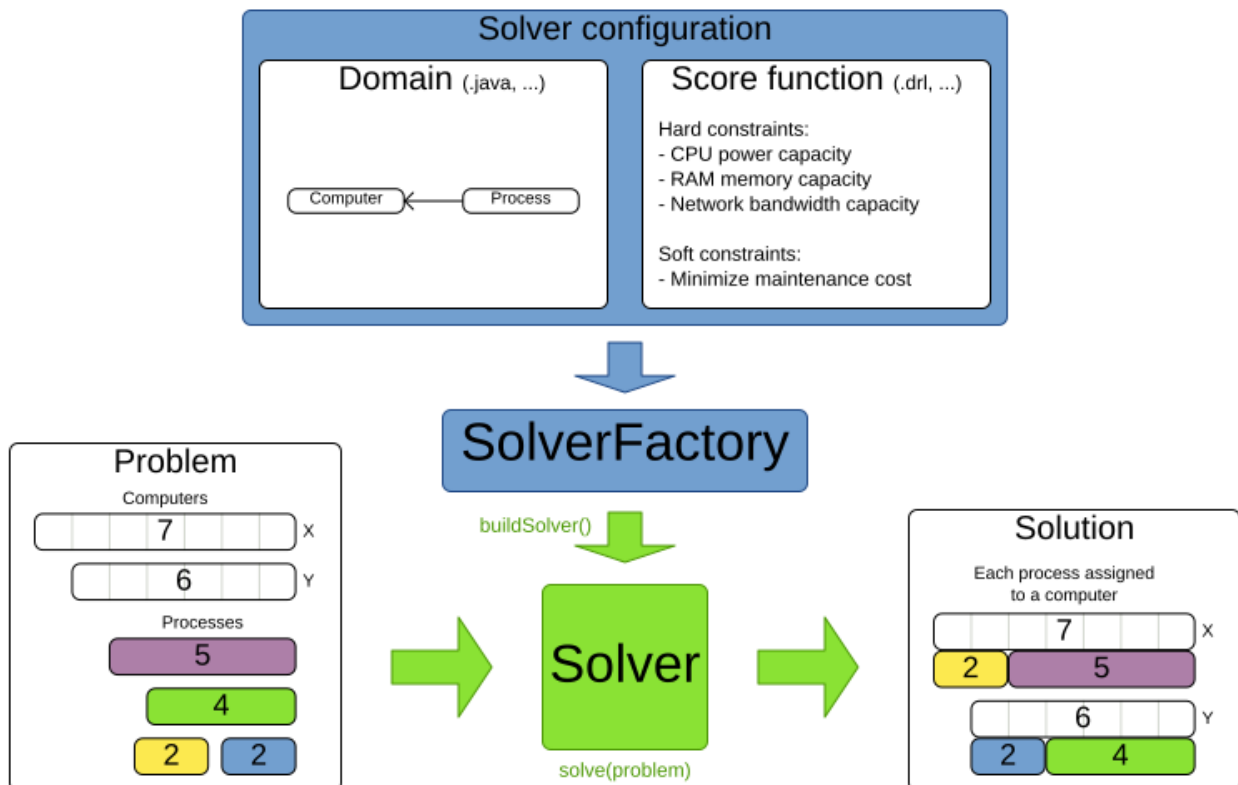 Solver configuration
Domain (.java, ...)
Computer
Process
Score function (.drl, ...)
Hard constraints:
- CPU power capacity
- RAM memory capacity
- Network bandwidth capacity
Soft constraints:
- Minimize maintenance cost
SolverFactory
buildSolver()
Problem
Computers
7 X
6 Y
Processes
5
4
2 2
Solver
solve(problem)
Solution
Each process assigned
to a computer
7 X
2 5
6 Y
2 4